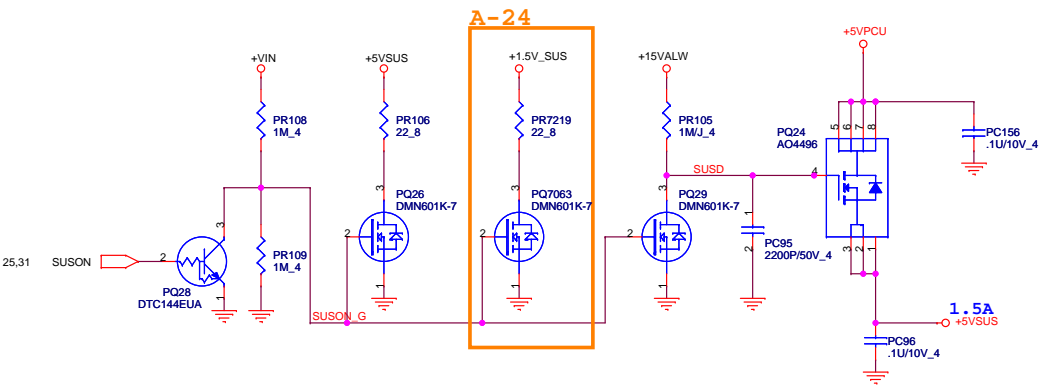 A-24
+VIN
+5VSUS
+1.5V_SUS
+15VALW
+5VPCU
PR108
1M_4
PR106
22_8
PR7219
22_8
PR105
1M/J_4
5
6
7
8
PQ24
AO4496
PC156
.1U/10V_4
SUSD
4
3
PQ26
DMN601K-7
3
PQ7063
DMN601K-7
3
PQ29
DMN601K-7
3
2
2
2
1
2
PC95
2200P/50V_4
25,31
SUSON
2
PR109
1M_4
3
2
1
PQ28
DTC144EUA
1
1
1
1
SUSON_G
1.5A
+5VSUS
PC96
.1U/10V_4